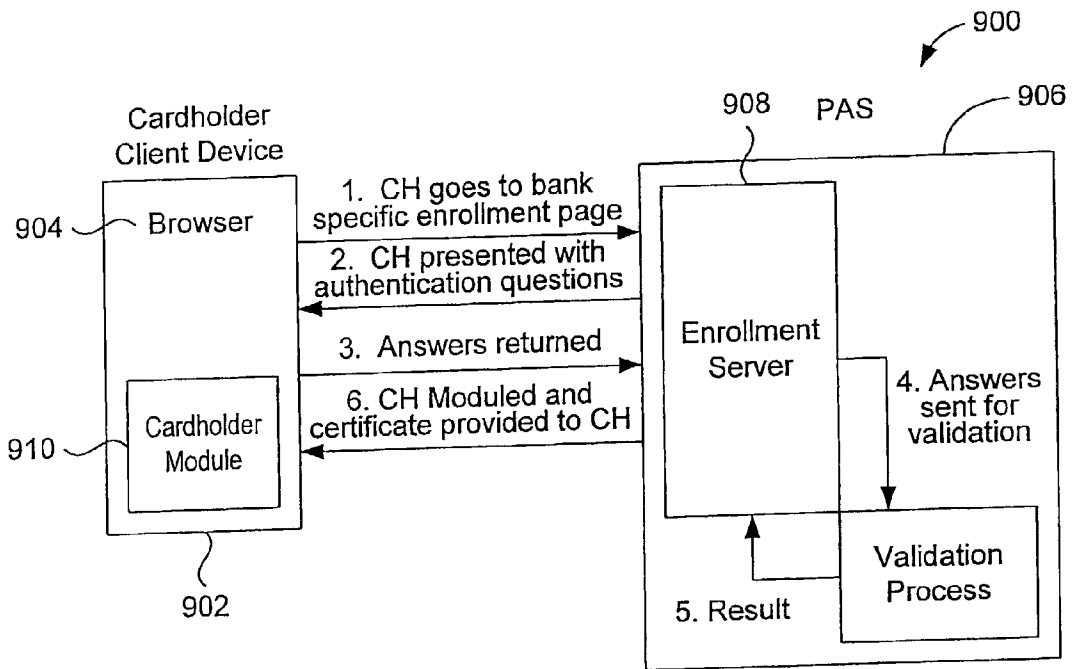 900
908
PAS
906
Cardholder
Client Device
904
Browser
1. CH goes to bank
specific enrollment page
2. CH presented with
authentication questions
3. Answers returned
6. CH Moduled and
certificate provided to CH
Enrollment
Server
4. Answers
sent for
validation
910
Cardholder
Module
902
5. Result
Validation
Process